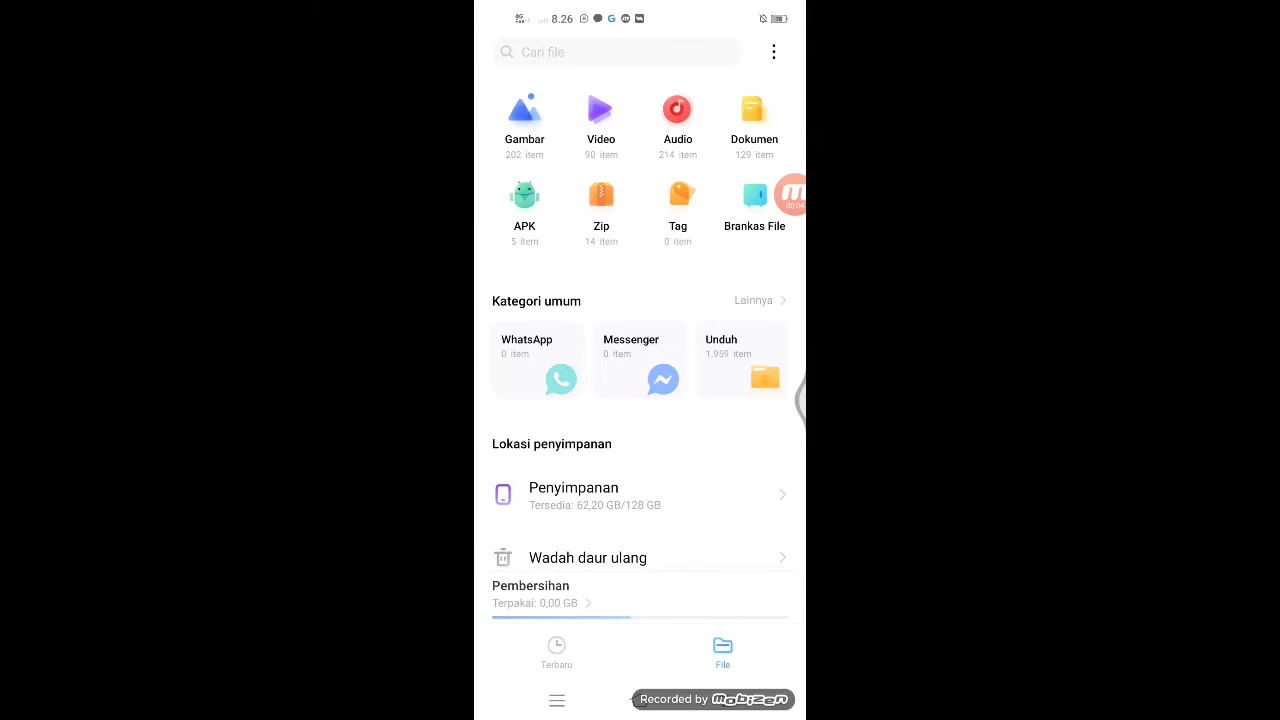 8.26
Cari file
Gambar Video Audio Dokumen
202 item 90 item 214 item 129 item
00:04
APK Zip Tag Brankas File
5 item 14 item 0 item
Kategori umum Lainnya
WhatsApp Messenger Unduh
0 item 0 item 1.959 item
Lokasi penyimpanan
Penyimpanan
Tersedia: 62,20 GB/128 GB
Wadah daur ulang
Pembersihan
Terpakai: 0,00 GB
Terbaru File
Recorded by mobizen